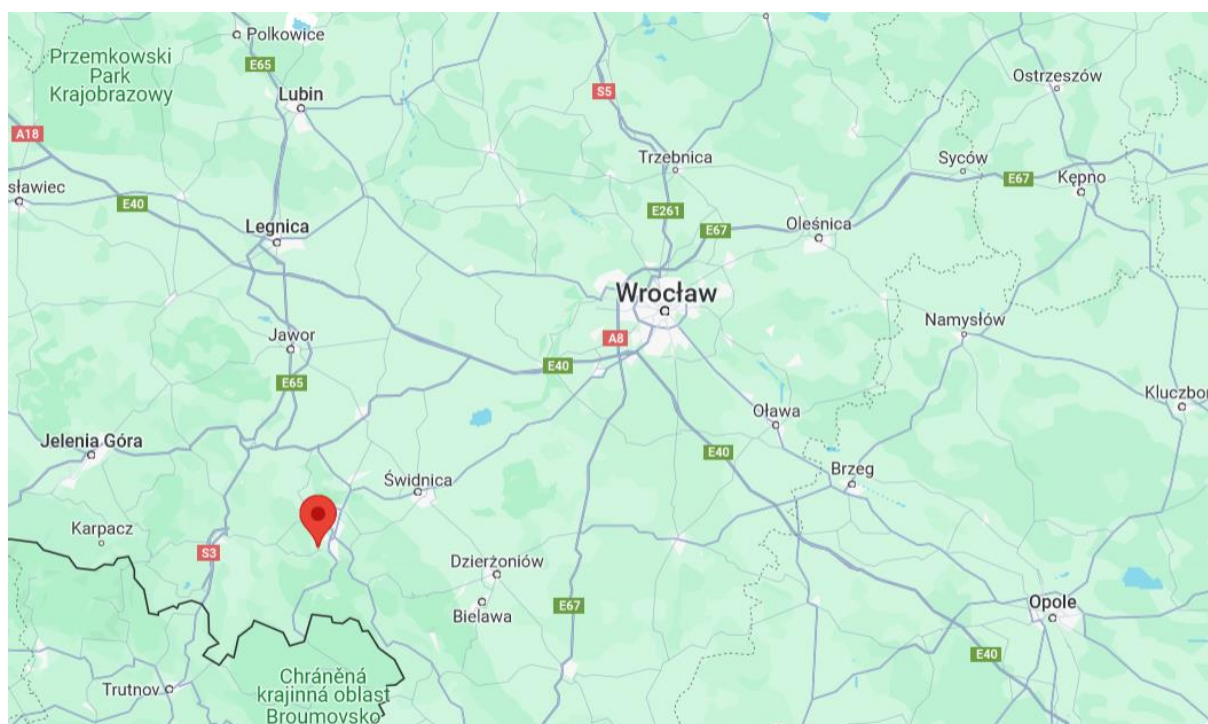 Polkowice
Przemkowski
Park
Krajobrazowy
E65
Lubin
S5
Ostrzeszów
A18
Trzebnica
Syców
E67
Kępno
sławiec
E40
Legnica
E261
E67
Oleśnica
Wrocław
Jawor
A8
Namysłów
E65
E40
Kluczbor
Oława
Jelenia Góra
E40
Świdnica
Brzeg
Karpacz
S3
Dzierżoniów
Bielawa
E67
Opole
E40
Chráněná
krajinná oblast
Broumovsko
Trutnov